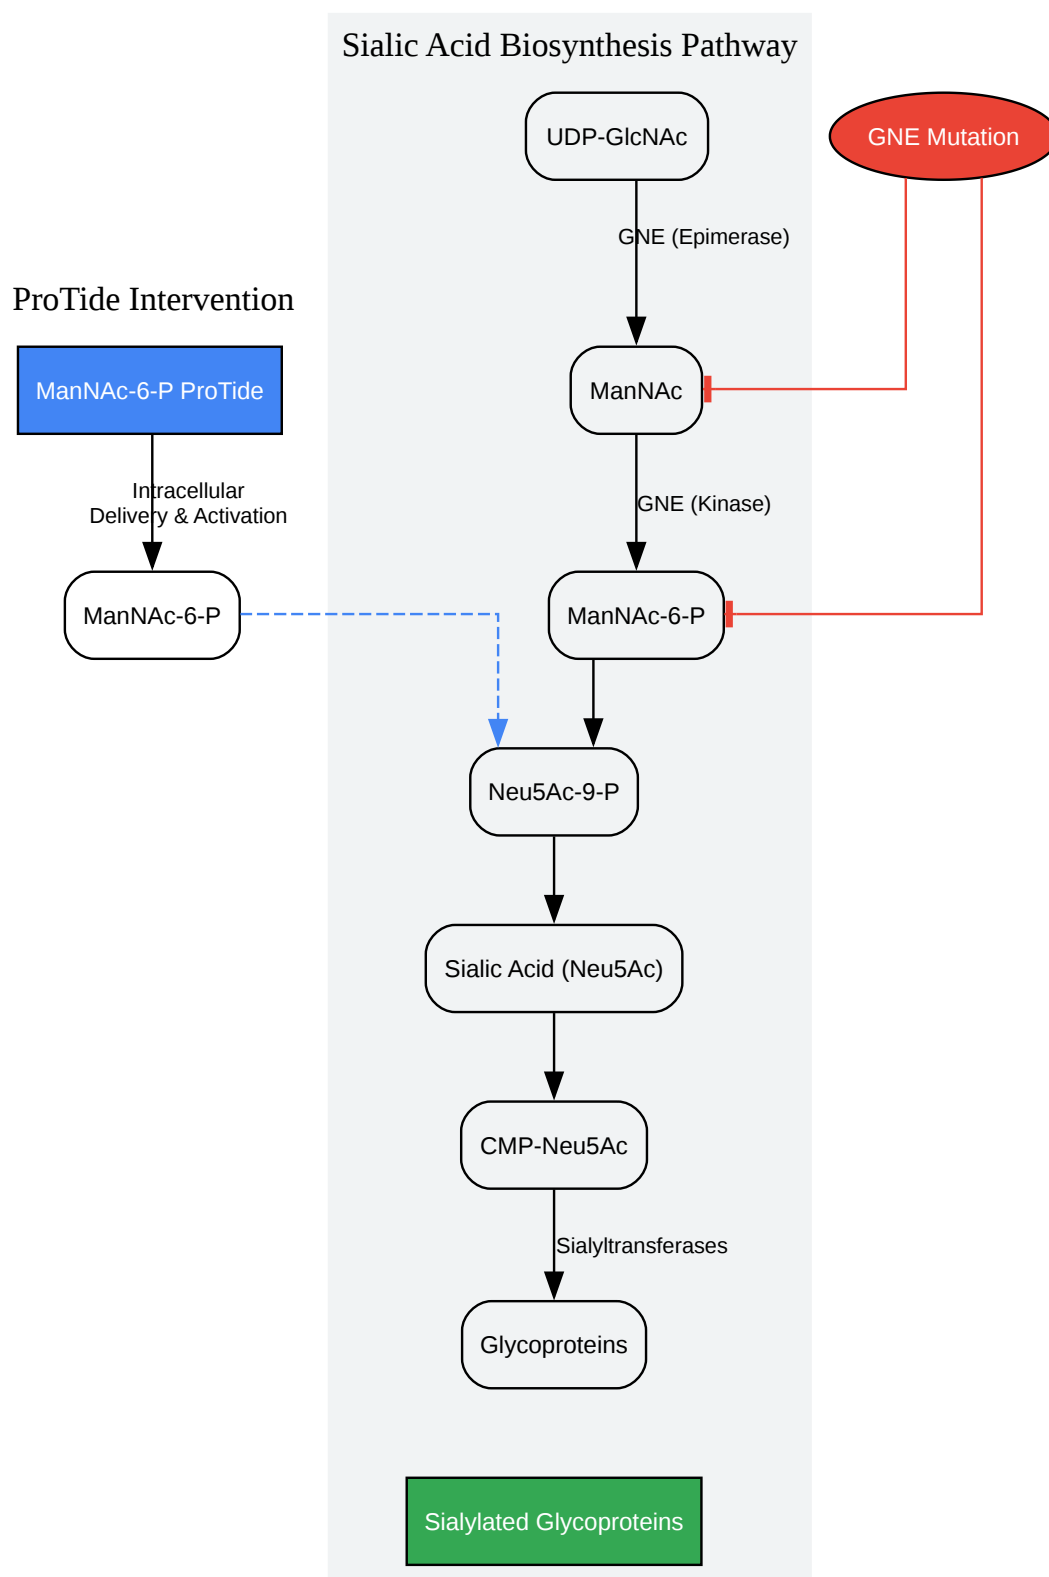 Sialic Acid Biosynthesis Pathway
UDP-GlcNAc
GNE Mutation
GNE (Epimerase)
ProTide Intervention
ManNAc-6-P ProTide
ManNAc
Intracellular
Delivery & Activation
GNE (Kinase)
ManNAc-6-P
ManNAc-6-P
Neu5Ac-9-P
Sialic Acid (Neu5Ac)
CMP-Neu5Ac
Sialyltransferases
Glycoproteins
Sialylated Glycoproteins